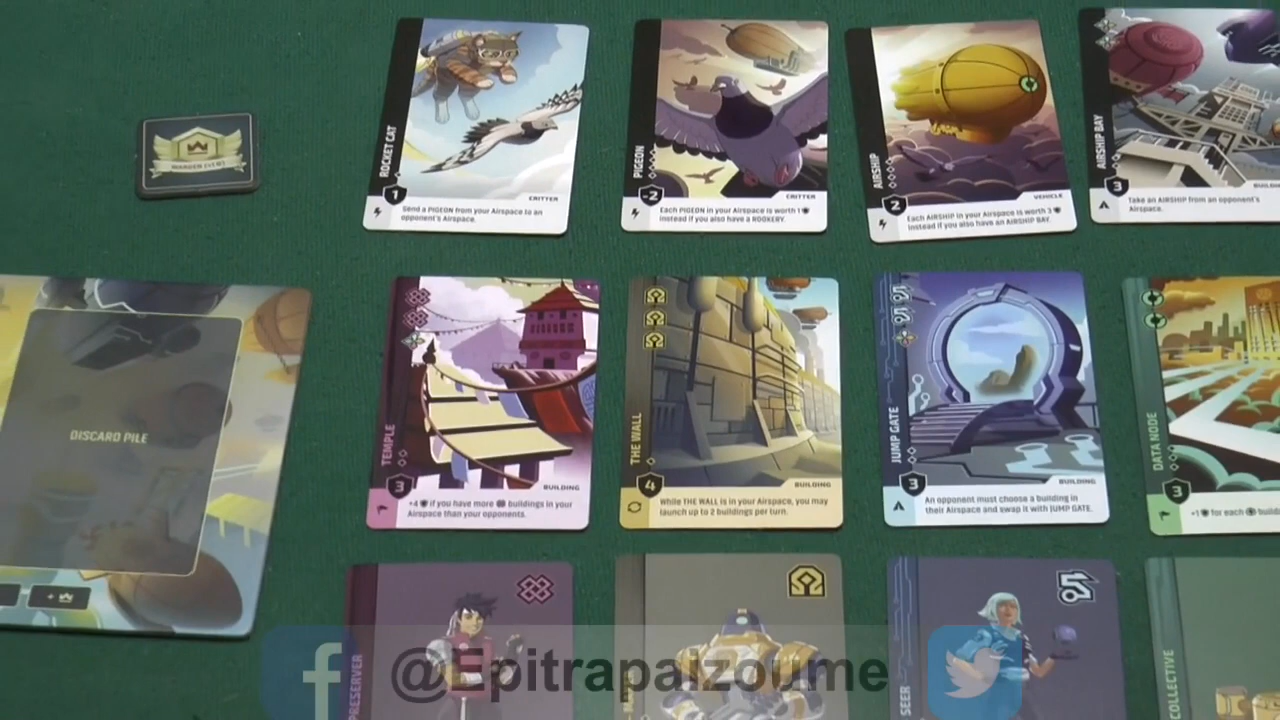 WARDEN EVENT
ROCKET CAT
1
CRITTER
Send a PIGEON from your Airspace to an
opponent's Airspace.
PIGEON
-2
CRITTER
Each PIGEON in your Airspace is worth 1
instead if you also have a ROOKERY.
AIRSHIP
2
VEHICLE
Each AIRSHIP in your Airspace is worth 3
instead if you also have an AIRSHIP BAY.
AIRSHIP BAY
3
BUILD
Take an AIRSHIP from an opponent's
Airspace.
DISCARD PILE
TEMPLE
3
BUILDING
+4 if you have more buildings in your
Airspace than your opponents.
THE WALL
4
BUILDING
While THE WALL is in your Airspace, you may
launch up to 2 buildings per turn.
JUMP GATE
3
BUILDING
An opponent must choose a building in
their Airspace and swap it with JUMP GATE.
DATA NODE
3
+1 for each build
PRESERVER
SEER
COLLECTIVE
@Epitrapaizoume